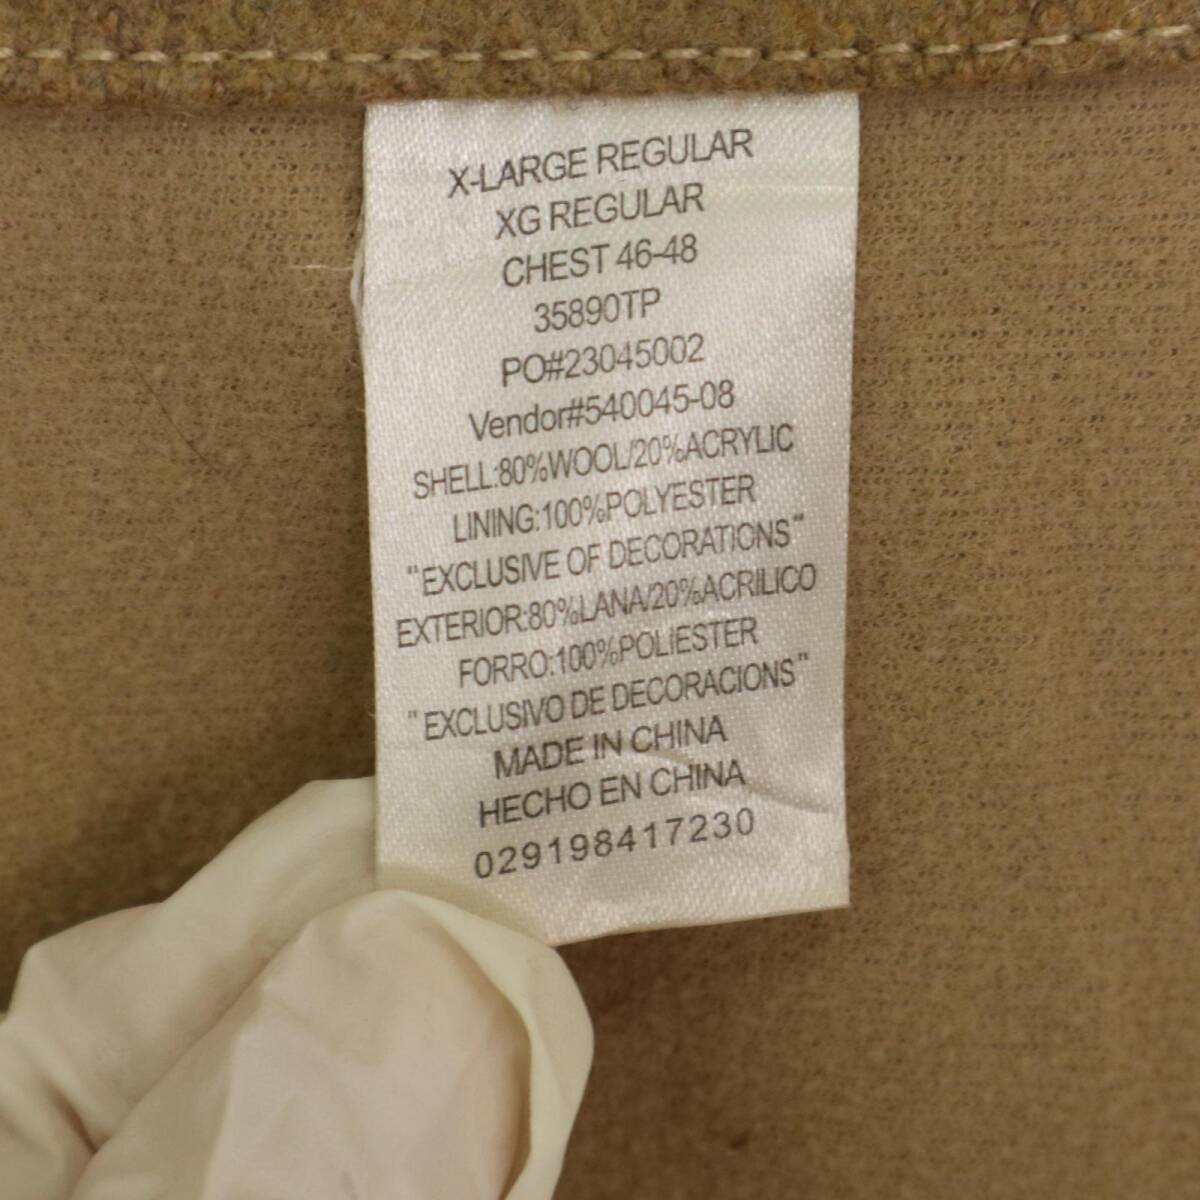 X-LARGE REGULAR
XG REGULAR
CHEST 46-48
35890TP
PO#23045002
Vendor#540045-08
SHELL:80%WOOL/20%ACRYLIC
LINING:100%POLYESTER
"EXCLUSIVE OF DECORATIONS"
EXTERIOR:80%LANA/20%ACRILICO
FORRO:100%POLIESTER
"EXCLUSIVO DE DECORACIONS"
MADE IN CHINA
HECHO EN CHINA
029198417230